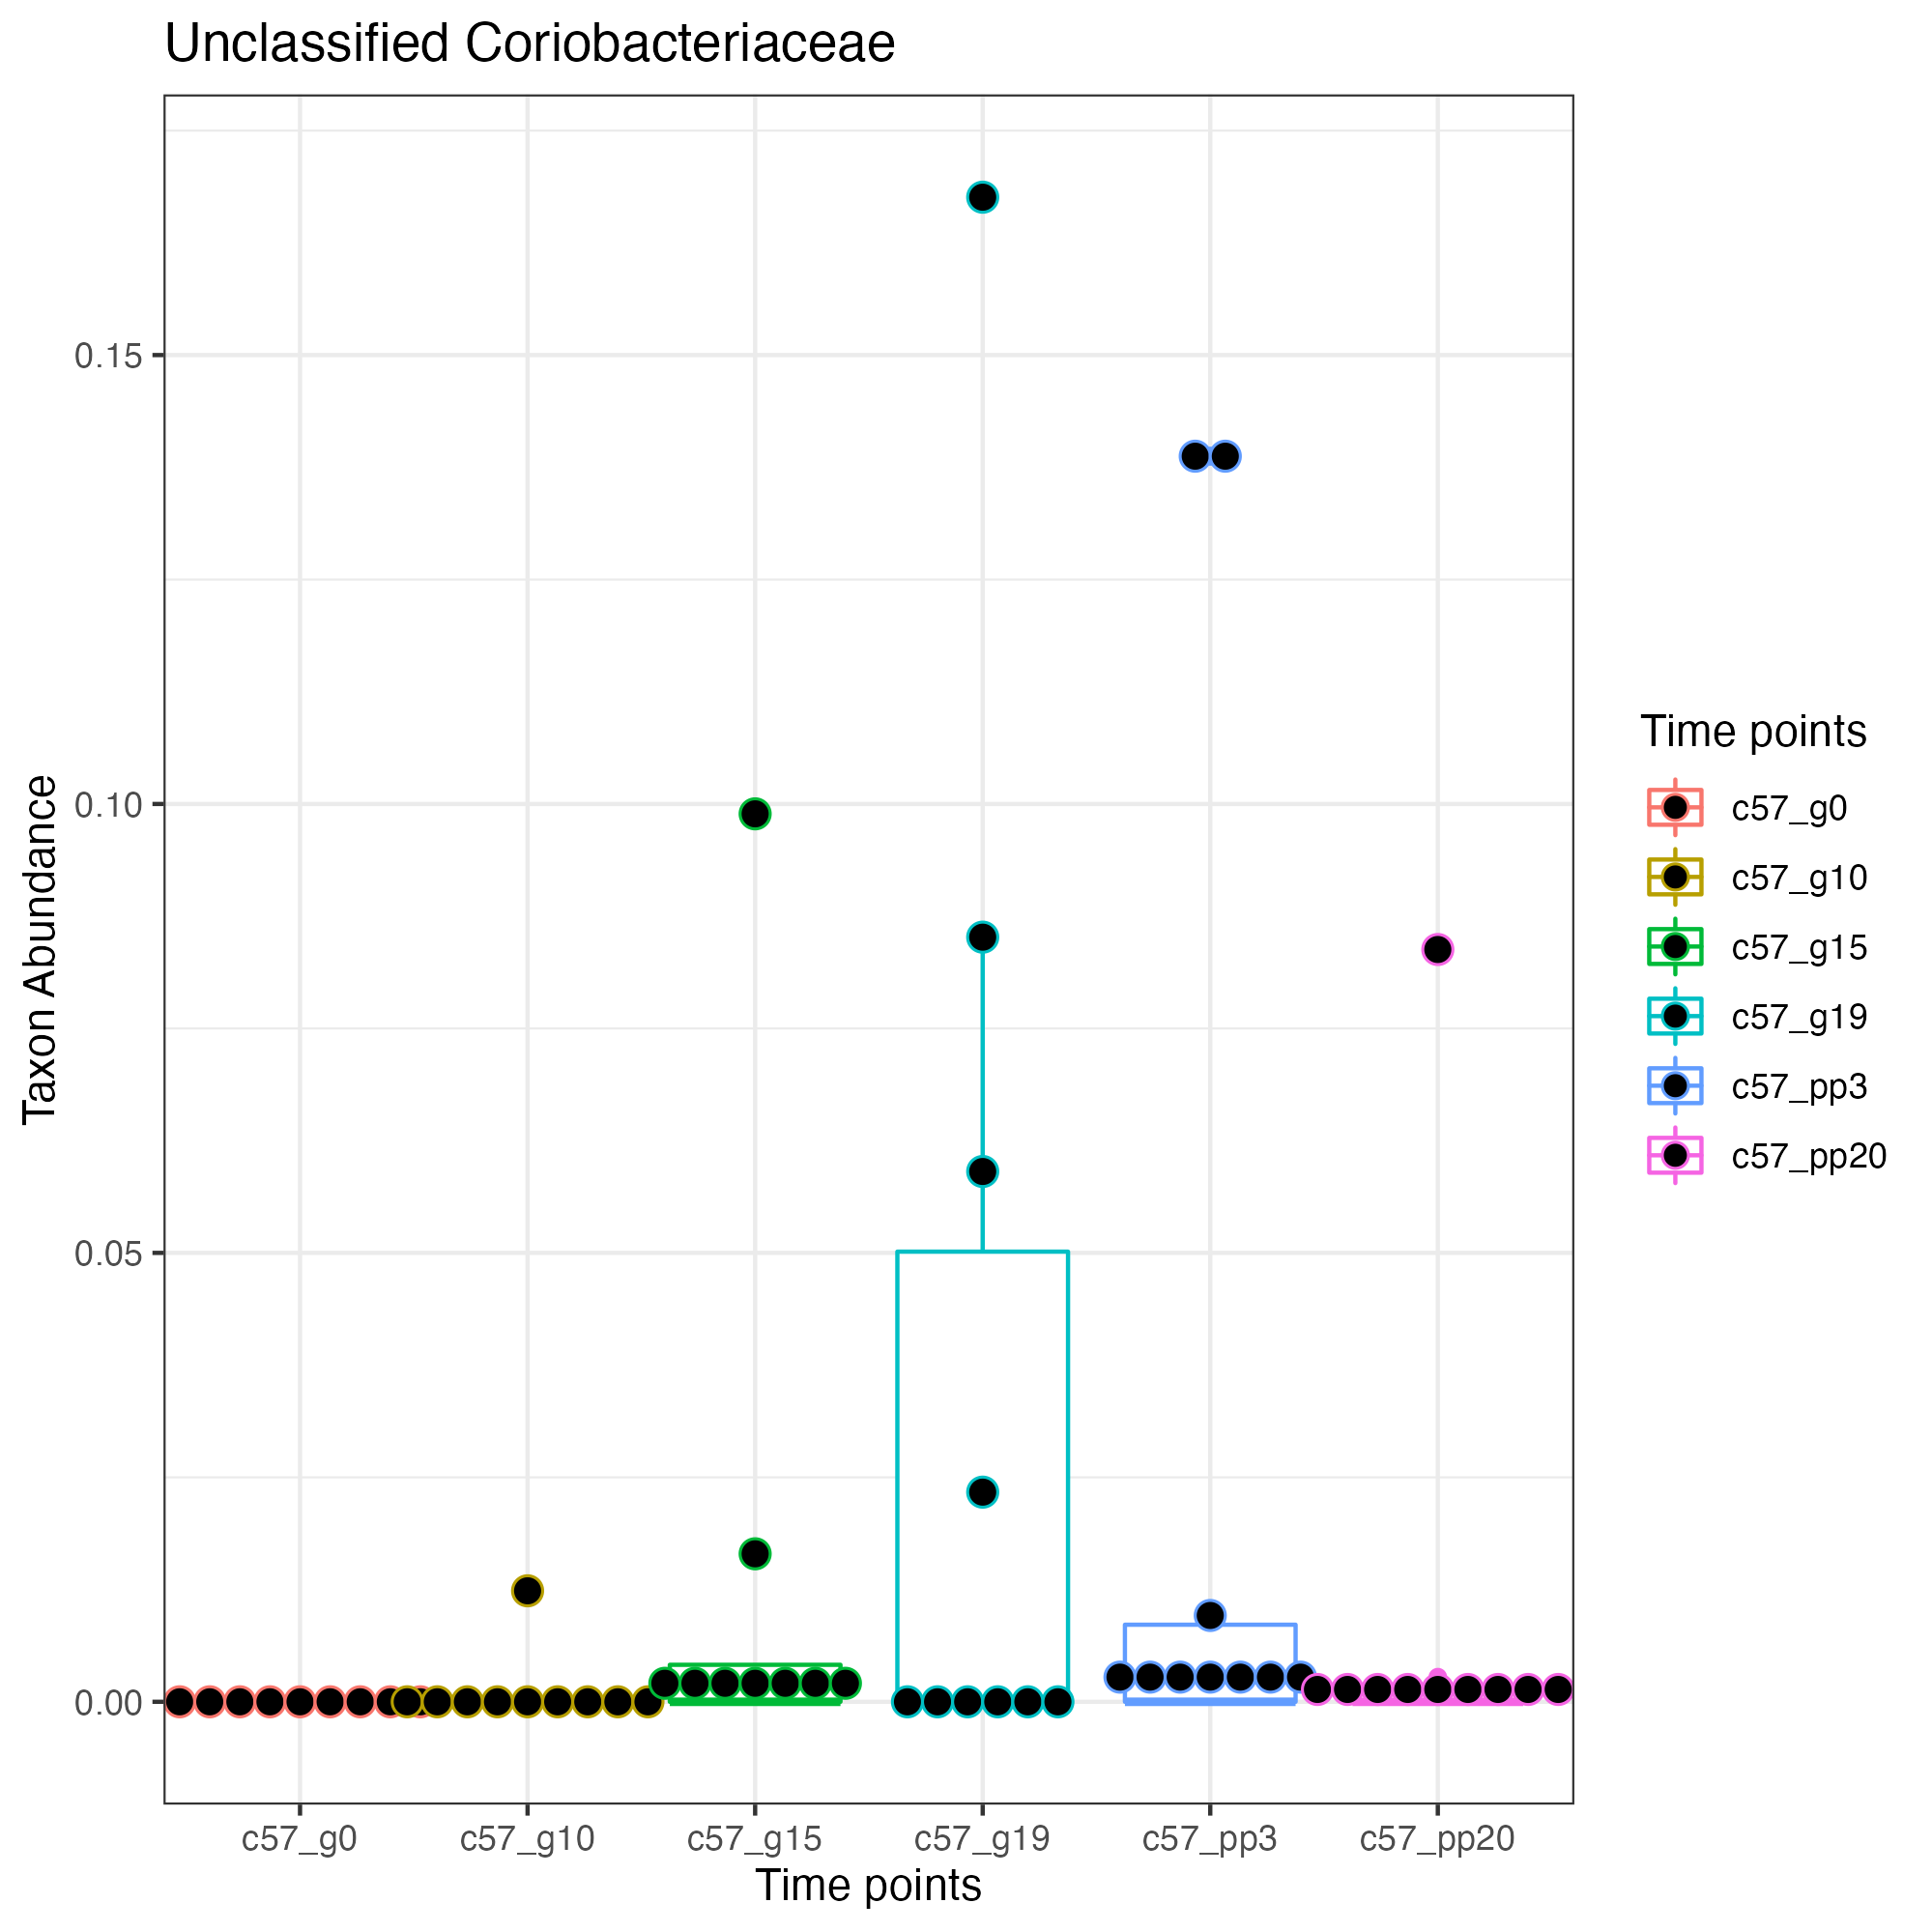 Unclassified Coriobacteriaceae
0.15
0.10
0.05
0.00
Taxon Abundance
c57_g0 c57_g10 c57_g15 c57_g19 c57_pp3 c57_pp20
Time points
Time points
c57_g0
c57_g10
c57_g15
c57_g19
c57_pp3
c57_pp20